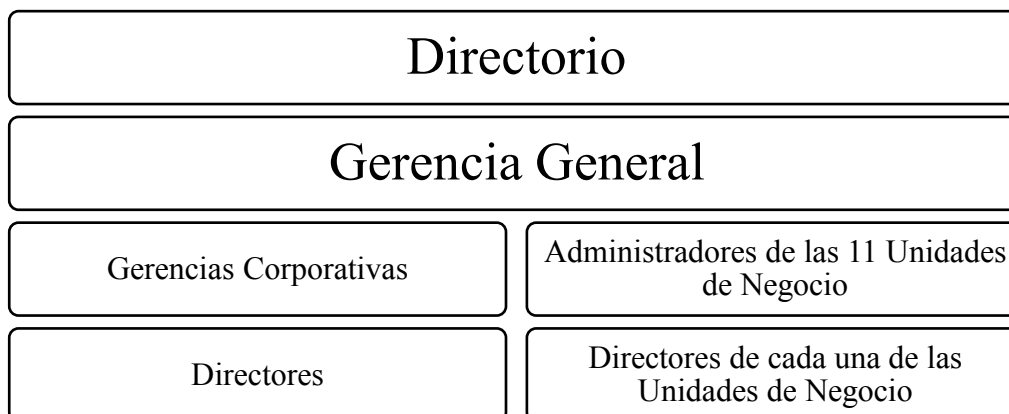 Directorio
Gerencia General
Gerencias Corporativas
Administradores de las 11 Unidades
de Negocio
Directores
Directores de cada una de las
Unidades de Negocio